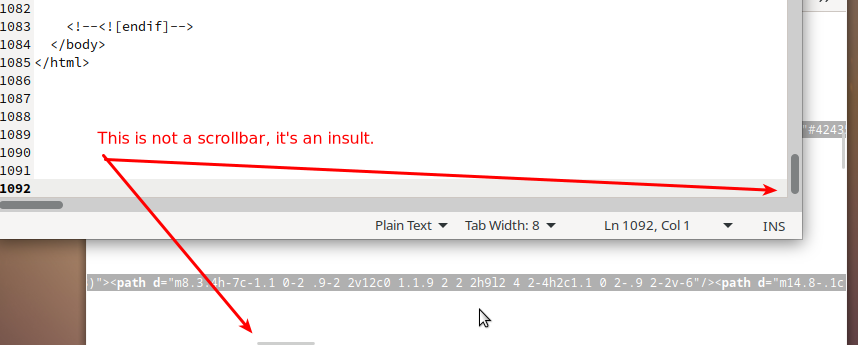 1082
1083 <!--<![endif]-->
1084 </body>
1085 </html>
1086
1087
1088
1089
1090
1091
1092
This is not a scrollbar, it's an insult.
"#4243
Plain Text Tab Width: 8 Ln 1092, Col 1 INS
)"><path d="m8.3.4h-7c-1.1 0-2 .9-2 2v12c0 1.1.9 2 2 2h9l2 4 2-4h2c1.1 0 2-.9 2-2v-6"/><path d="m14.8-.1c